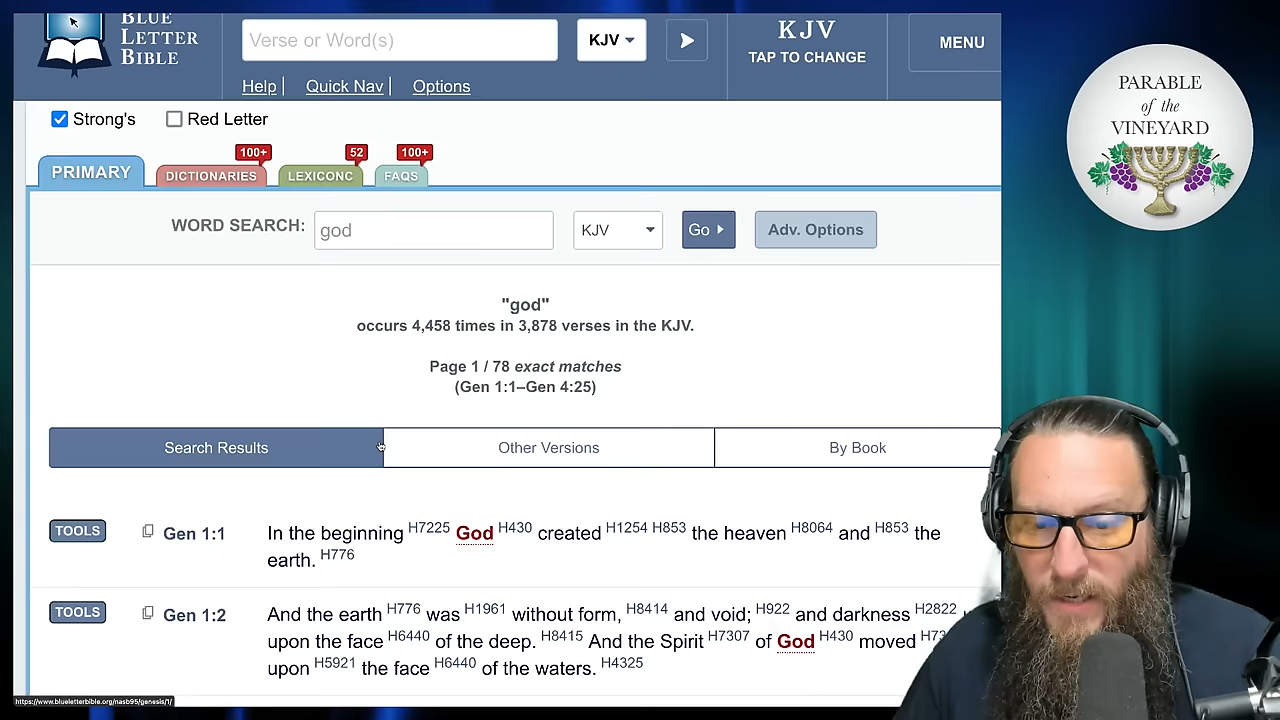 BLUE
LETTER
BIBLE
Verse or Word(s)
KJV
KJV
TAP TO CHANGE
MENU
Help | Quick Nav | Options
Strong's Red Letter
PRIMARY
100+
DICTIONARIES
52
LEXICONC
100+
FAQS
WORD SEARCH: god KJV Go Adv. Options
"god"
occurs 4,458 times in 3,878 verses in the KJV.
Page 1 / 78 exact matches
(Gen 1:1–Gen 4:25)
Search Results Other Versions By Book
TOOLS Gen 1:1 In the beginning H7225 God H430 created H1254 H853 the heaven H8064 and H853 the
earth. H776
TOOLS Gen 1:2 And the earth H776 was H1961 without form, H8414 and void; H922 and darkness H2822
upon the face H6440 of the deep. H8415 And the Spirit H7307 of God H430 moved
upon H5921 the face H6440 of the waters. H4325
https://www.blueletterbible.org/nasb95/genesis/1/
PARABLE
of the
VINEYARD